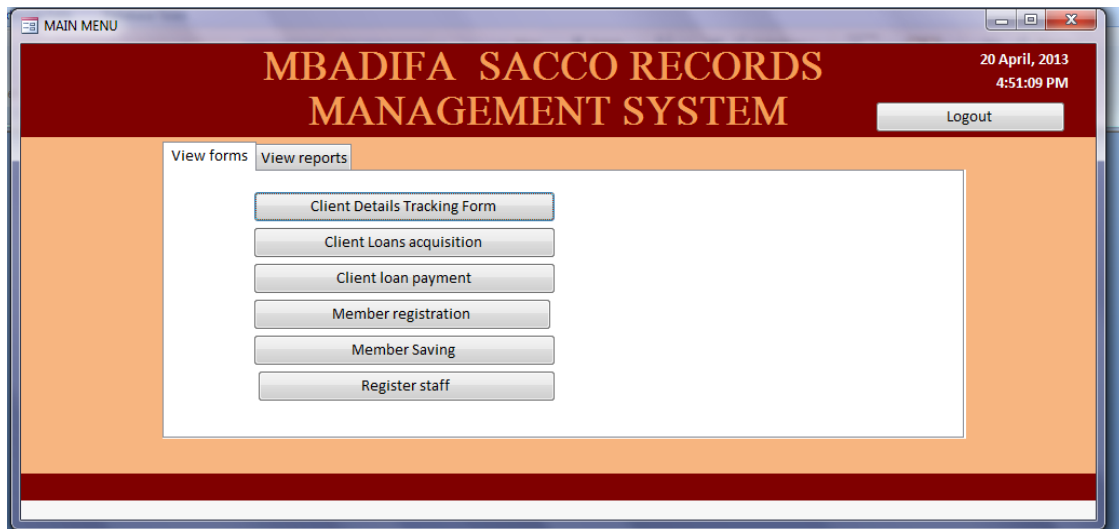 MAIN MENU
MBADIFA SACCO RECORDS
MANAGEMENT SYSTEM
20 April, 2013
4:51:09 PM
Logout
View forms
View reports
Client Details Tracking Form
Client Loans acquisition
Client loan payment
Member registration
Member Saving
Register staff